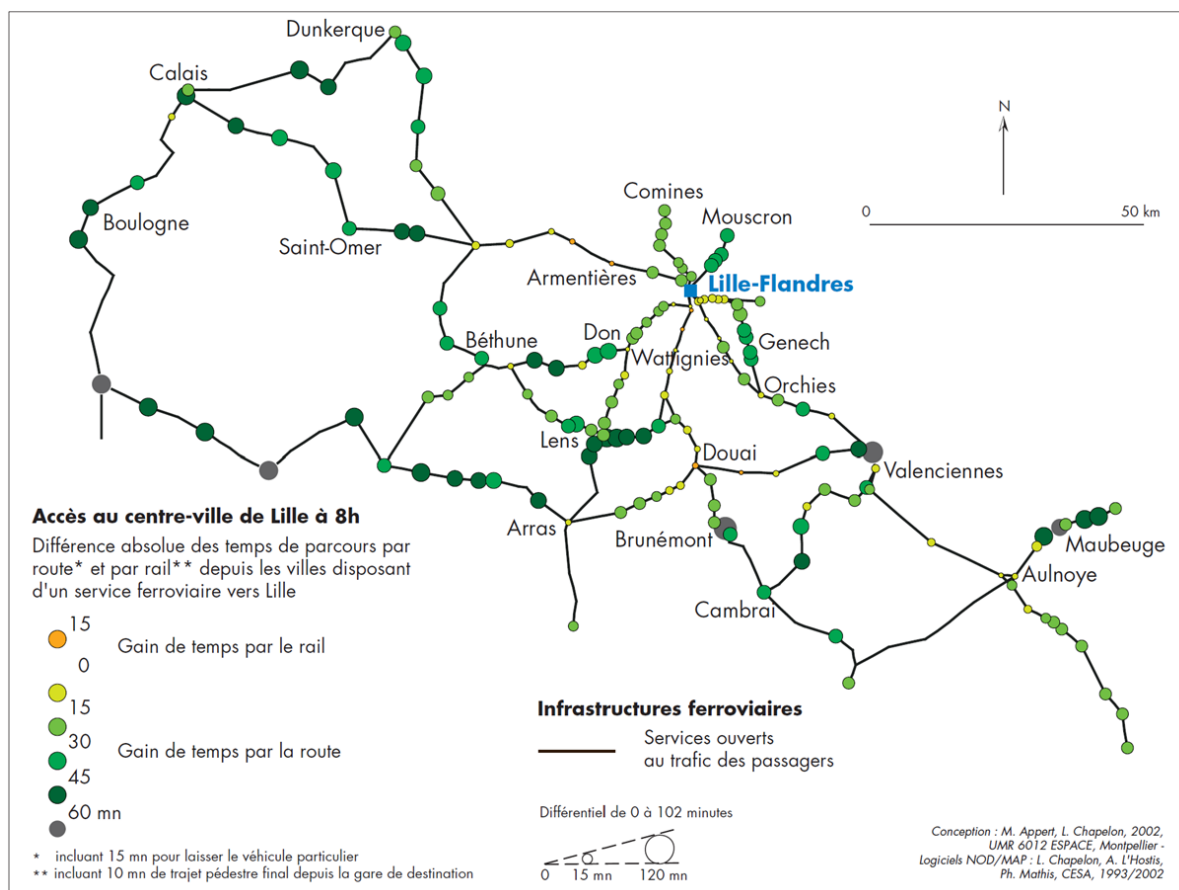 Dunkerque
Calais
N
Comines
Mouscron
0 50 km
Boulogne
Saint-Omer
Armentières
Lille-Flandres
Béthune
Don
Genech
Wattignies
Orchies
Lens
Douai
Valenciennes
Arras
Brunémont
Maubeuge
Aulnoye
Cambrai
Accès au centre-ville de Lille à 8h
Différence absolue des temps de parcours par
route* et par rail** depuis les villes disposant
d'un service ferroviaire vers Lille
15
Gain de temps par le rail
0
15
30
Gain de temps par la route
45
60 mn
* incluant 15 mn pour laisser le véhicule particulier
** incluant 10 mn de trajet pédestre final depuis la gare de destination
Infrastructures ferroviaires
Services ouverts
au trafic des passagers
Différentiel de 0 à 102 minutes
0 15 mn 120 mn
Conception : M. Appert, L. Chapelon, 2002,
UMR 6012 ESPACE, Montpellier -
Logiciels NOD/MAP : L. Chapelon, A. L'Hostis,
Ph. Mathis, CESA, 1993/2002